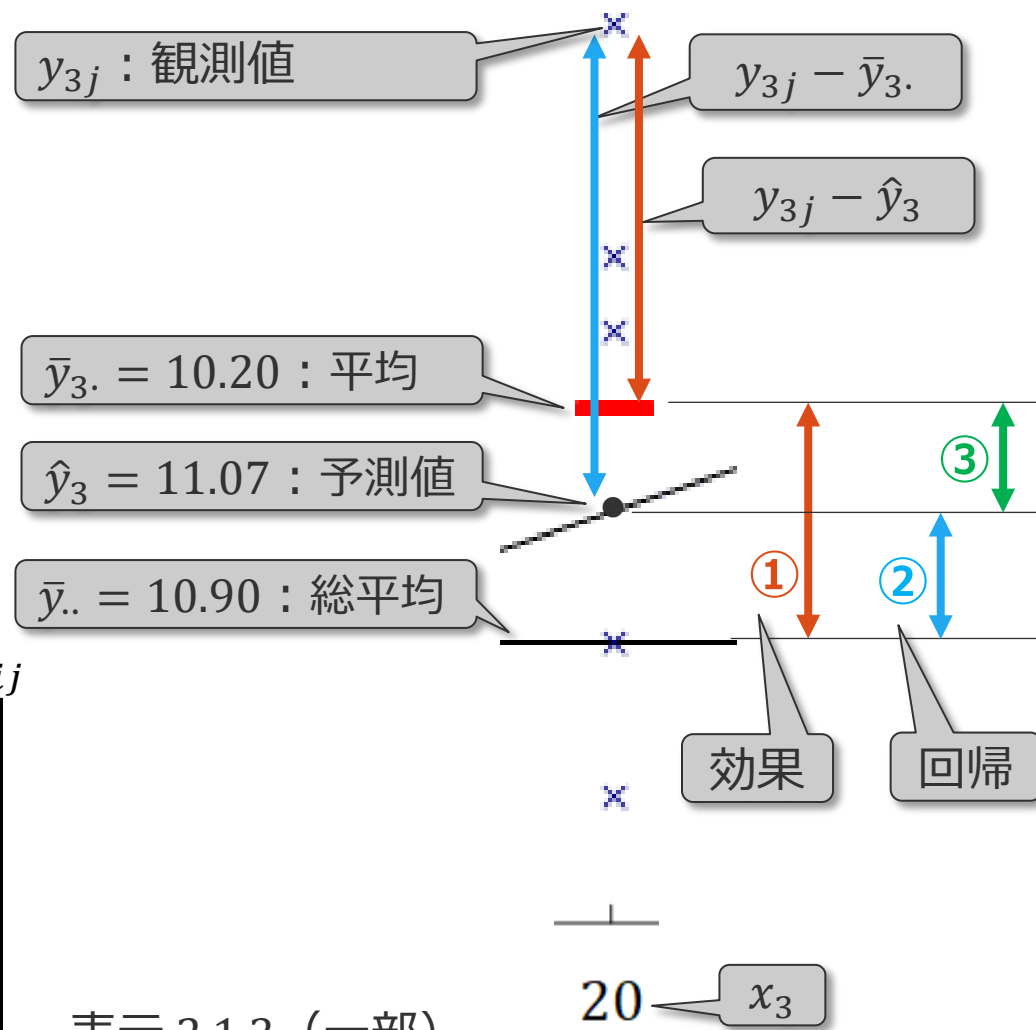 y₃ⱼ：観測値
y₃ⱼ − ȳ₃.
y₃ⱼ − ŷ₃
ȳ₃. = 10.20：平均
ŷ₃ = 11.07：予測値
ȳ.. = 10.90：総平均
①
②
③
ij
効果
回帰
20
x₃